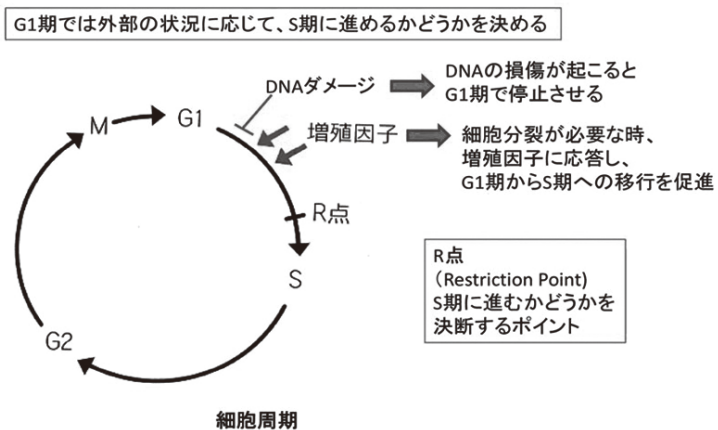 G1期では外部の状況に応じて、S期に進めるかどうかを決める
DNAダメージ
DNAの損傷が起こると
G1期で停止させる
M
G1
増殖因子
細胞分裂が必要な時、
増殖因子に応答し、
G1期からS期への移行を促進
R点
S
R点
（Restriction Point)
S期に進むかどうかを
決断するポイント
G2
細胞周期